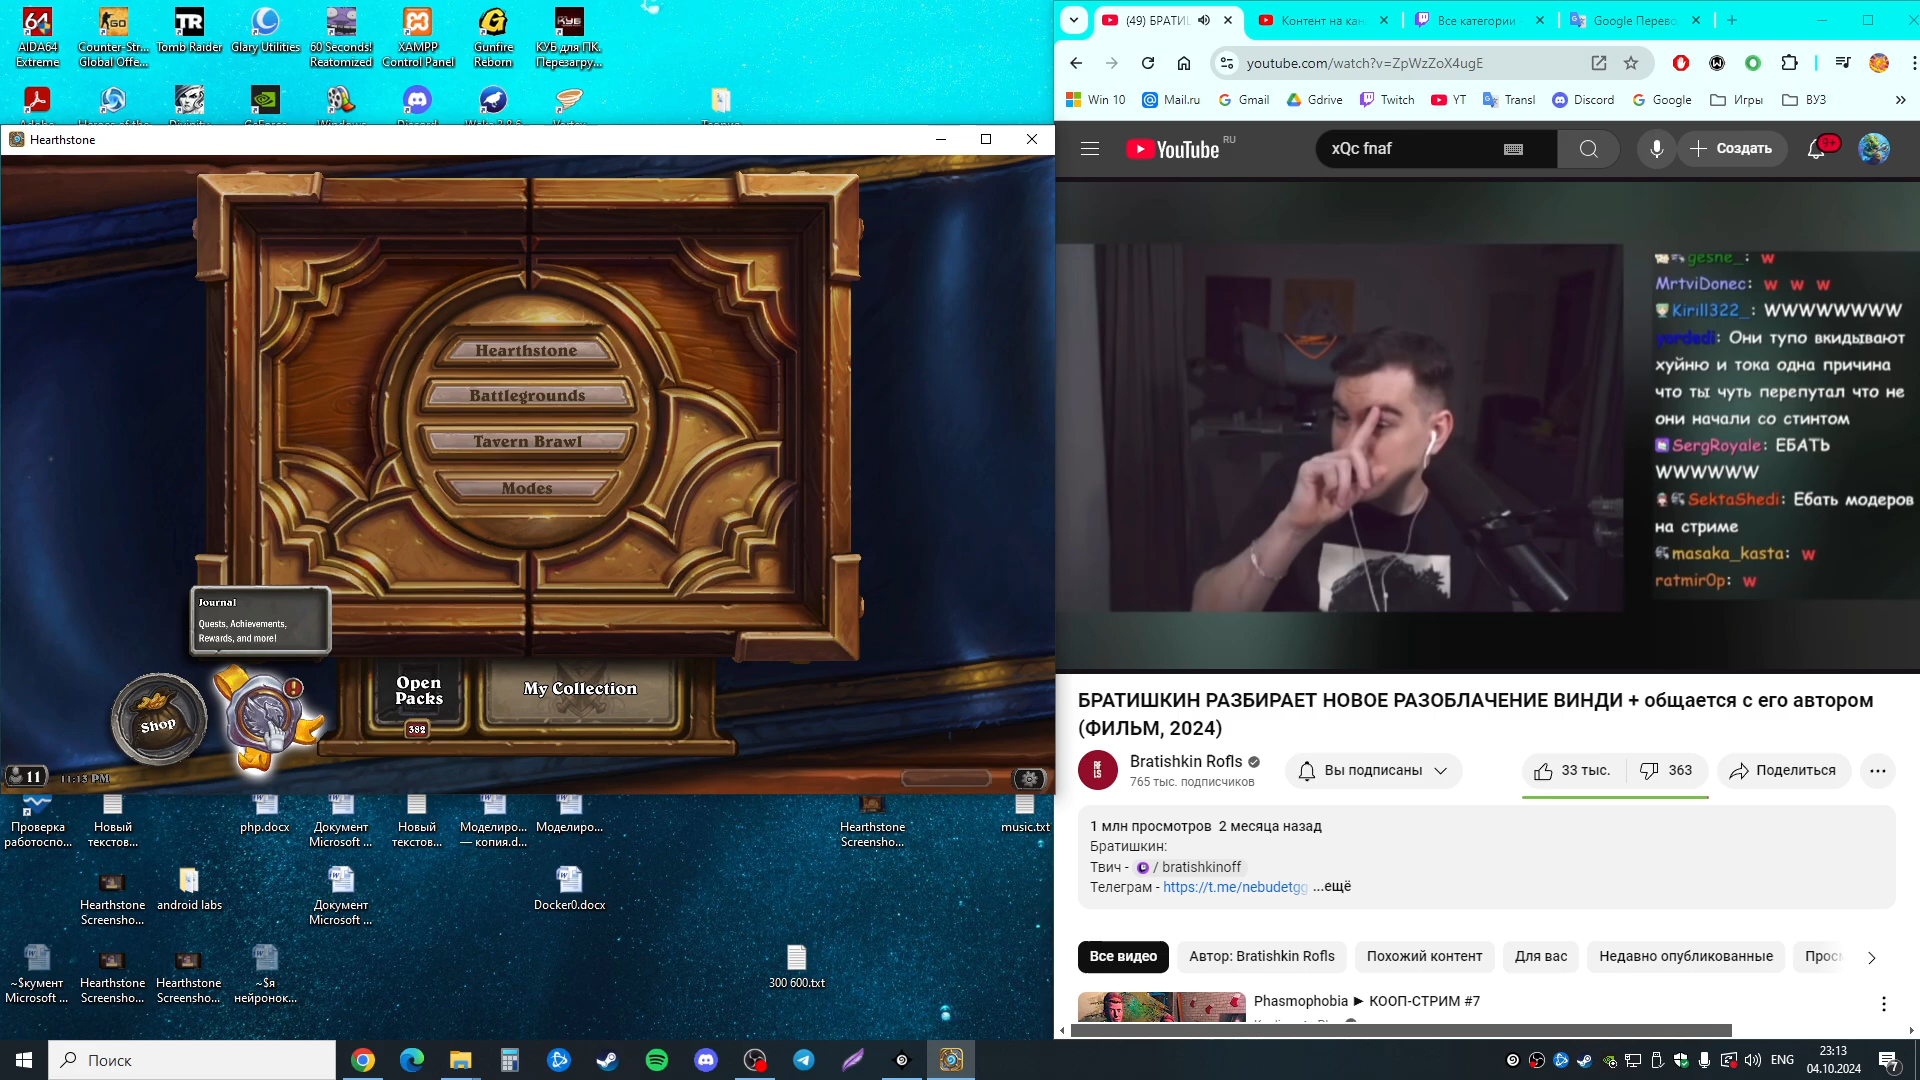 AIDA64 Extreme
Counter-Str... Global Offe...
Tomb Raider
Glary Utilities
60 Seconds! Reatomized
XAMPP Control Panel
Gunfire Reborn
КУБ для ПК. Перезагру...
Hearthstone
Hearthstone
Battlegrounds
Tavern Brawl
Modes
Journal
Quests, Achievements,
Rewards, and more!
Shop
Open Packs
382
My Collection
11
11:13 PM
Проверка работоспо...
Новый текстов...
php.docx
Документ Microsoft ...
Новый текстов...
Моделиро... — копия.d...
Моделиро...
Hearthstone Screensho...
music.txt
Hearthstone Screensho...
android labs
Документ Microsoft ...
Docker0.docx
~$кумент Microsoft ...
Hearthstone Screensho...
Hearthstone Screensho...
~$я нейронок...
300 600.txt
(49) БРАТИL
Контент на кан
Все категории
Google Перево
youtube.com/watch?v=ZpWzZoX4ugE
Win 10
Mail.ru
Gmail
Gdrive
Twitch
YT
Transl
Discord
Google
Игры
ВУЗ
YouTube RU
xQc fnaf
Создать
9+
gesne_: w
MrtviDonec: w w w
Kirill322_: WWWWWWWW
yordedi: Они тупо вкидывают
хуйню и тока одна причина
что ты чуть перепутал что не
они начали со стинтом
SergRoyale: ЕБАТЬ
WWWWWW
SektaShedi: Ебать модеров
на стриме
masaka_kasta: w
ratmir0p: w
БРАТИШКИН РАЗБИРАЕТ НОВОЕ РАЗОБЛАЧЕНИЕ ВИНДИ + общается с его автором
(ФИЛЬМ, 2024)
Bratishkin Rofls
765 тыс. подписчиков
Вы подписаны
33 тыс.
363
Поделиться
1 млн просмотров 2 месяца назад
Братишкин:
Твич - / bratishkinoff
Телеграм - https://t.me/nebudetgg ...ещё
Все видео
Автор: Bratishkin Rofls
Похожий контент
Для вас
Недавно опубликованные
Phasmophobia ► КООП-СТРИМ #7
Поиск
ENG
23:13
04.10.2024
7